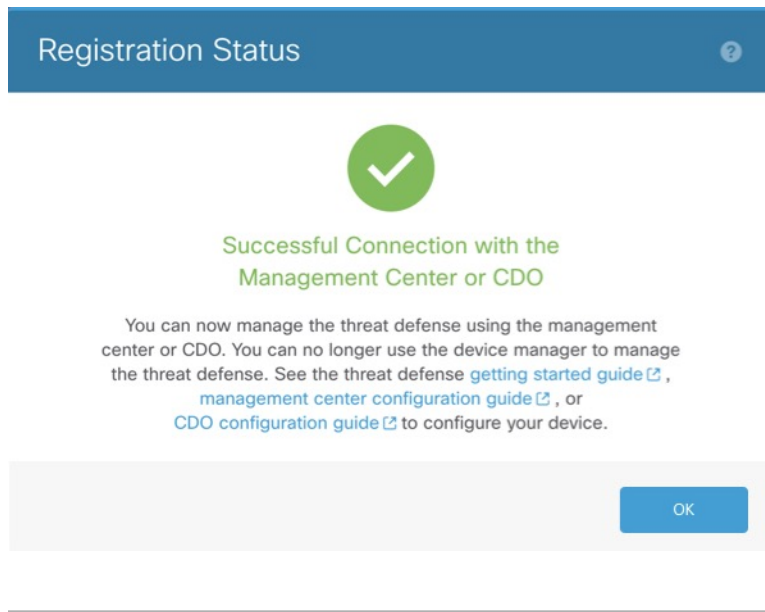 Registration Status
Successful Connection with the
Management Center or CDO
You can now manage the threat defense using the management
center or CDO. You can no longer use the device manager to manage
the threat defense. See the threat defense getting started guide ,
management center configuration guide , or
CDO configuration guide to configure your device.
OK